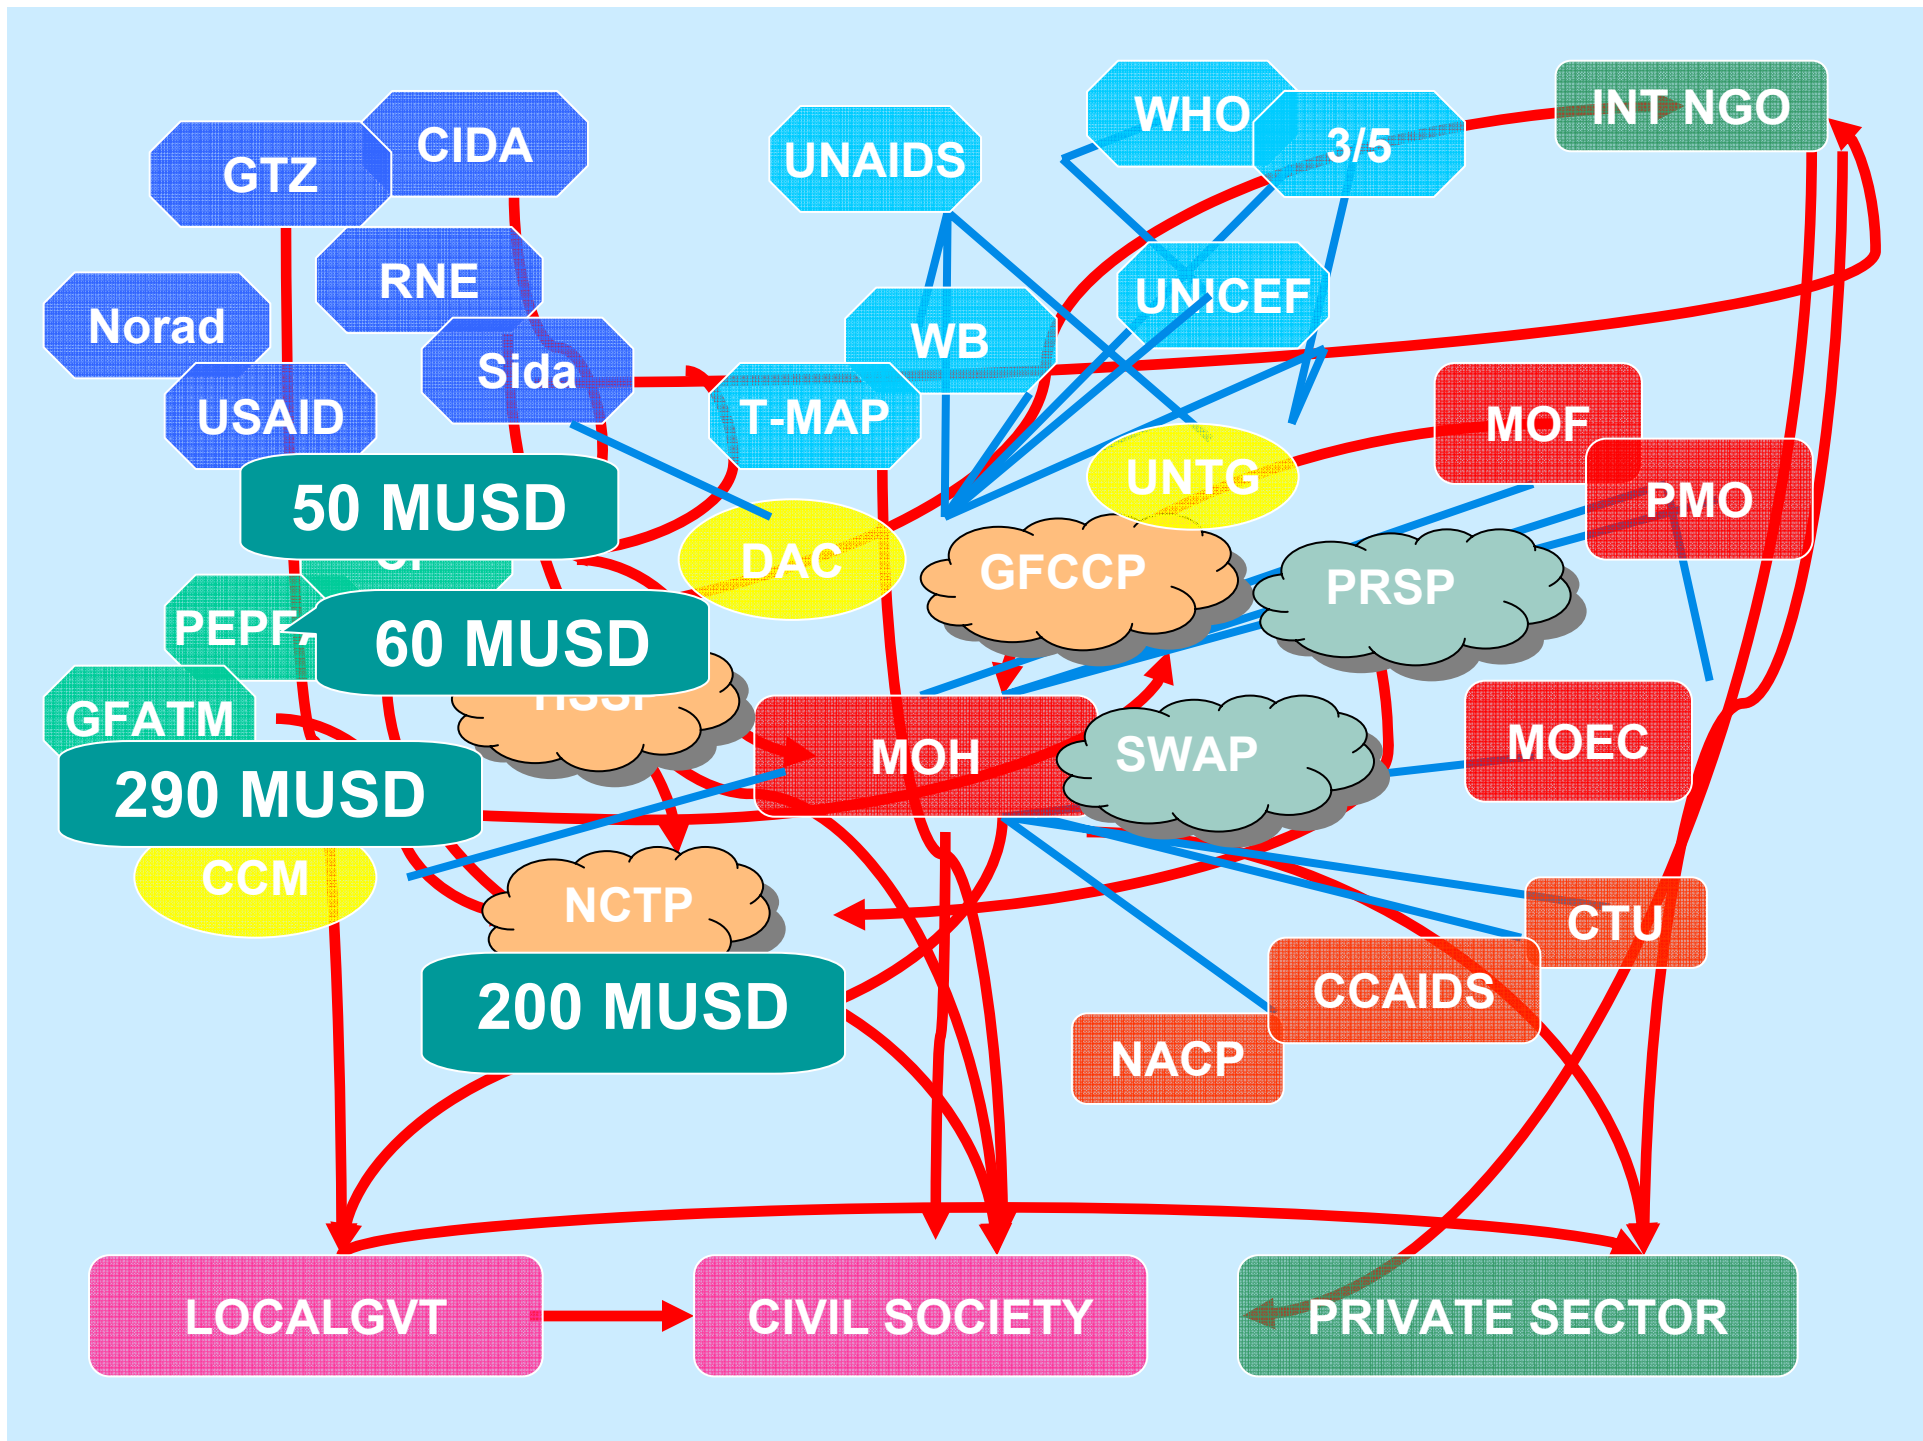 WHO
INT NGO
CIDA
3/5
UNAIDS
GTZ
RNE
UNICEF
Norad
WB
Sida
USAID
T-MAP
MOF
UNTG
PMO
50 MUSD
DAC
GFCCP
PRSP
60 MUSD
GFATM
MOH
SWAP
MOEC
290 MUSD
CCM
NCTP
CTU
CCAIDS
200 MUSD
NACP
LOCALGVT
CIVIL SOCIETY
PRIVATE SECTOR